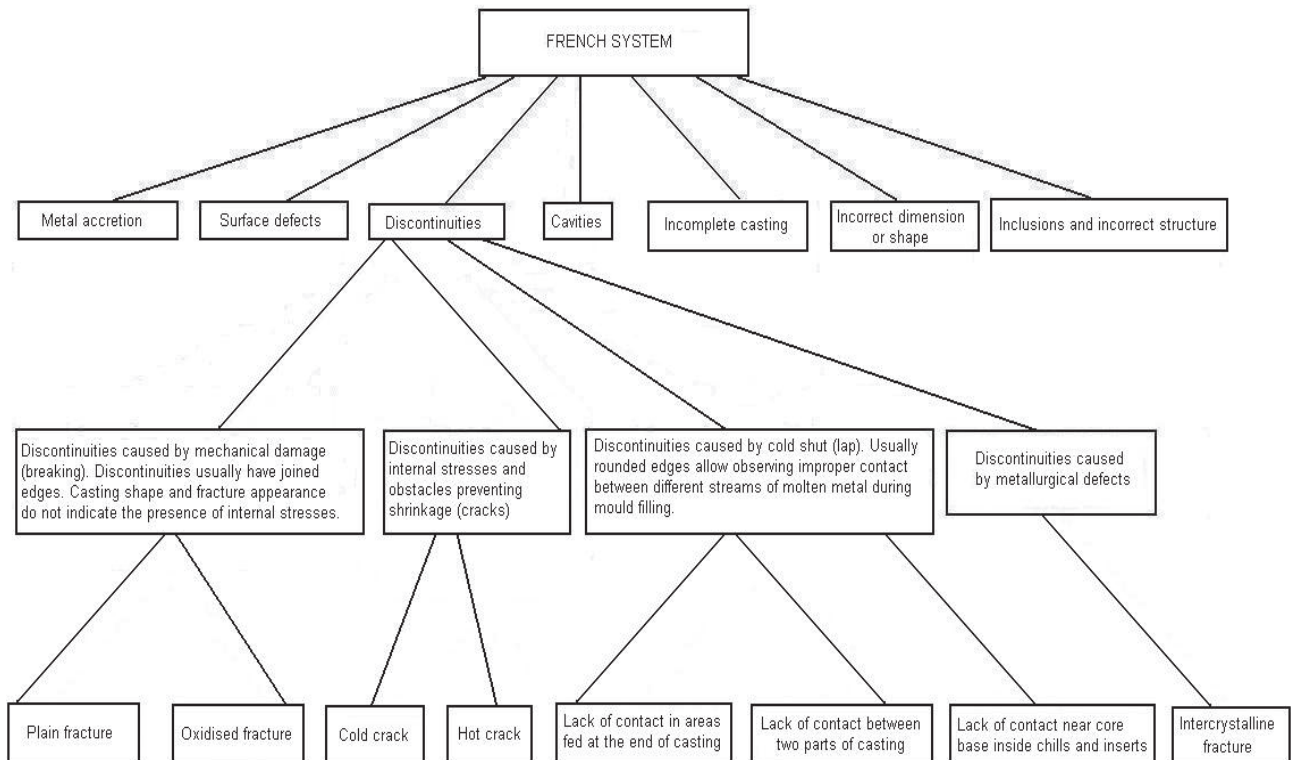 FRENCH SYSTEM
Metal accretion
Surface defects
Discontinuities
Cavities
Incomplete casting
Incorrect dimension
or shape
Inclusions and incorrect structure
Discontinuities caused by mechanical damage
(breaking). Discontinuities usually have joined
edges. Casting shape and fracture appearance
do not indicate the presence of internal stresses.
Discontinuities caused by
internal stresses and
obstacles preventing
shrinkage (cracks)
Discontinuities caused by cold shut (lap). Usually
rounded edges allow observing improper contact
between different streams of molten metal during
mould filling.
Discontinuities caused
by metallurgical defects
Plain fracture
Oxidised fracture
Cold crack
Hot crack
Lack of contact in areas
fed at the end of casting
Lack of contact between
two parts of casting
Lack of contact near core
base inside chills and inserts
Intercrystalline
fracture